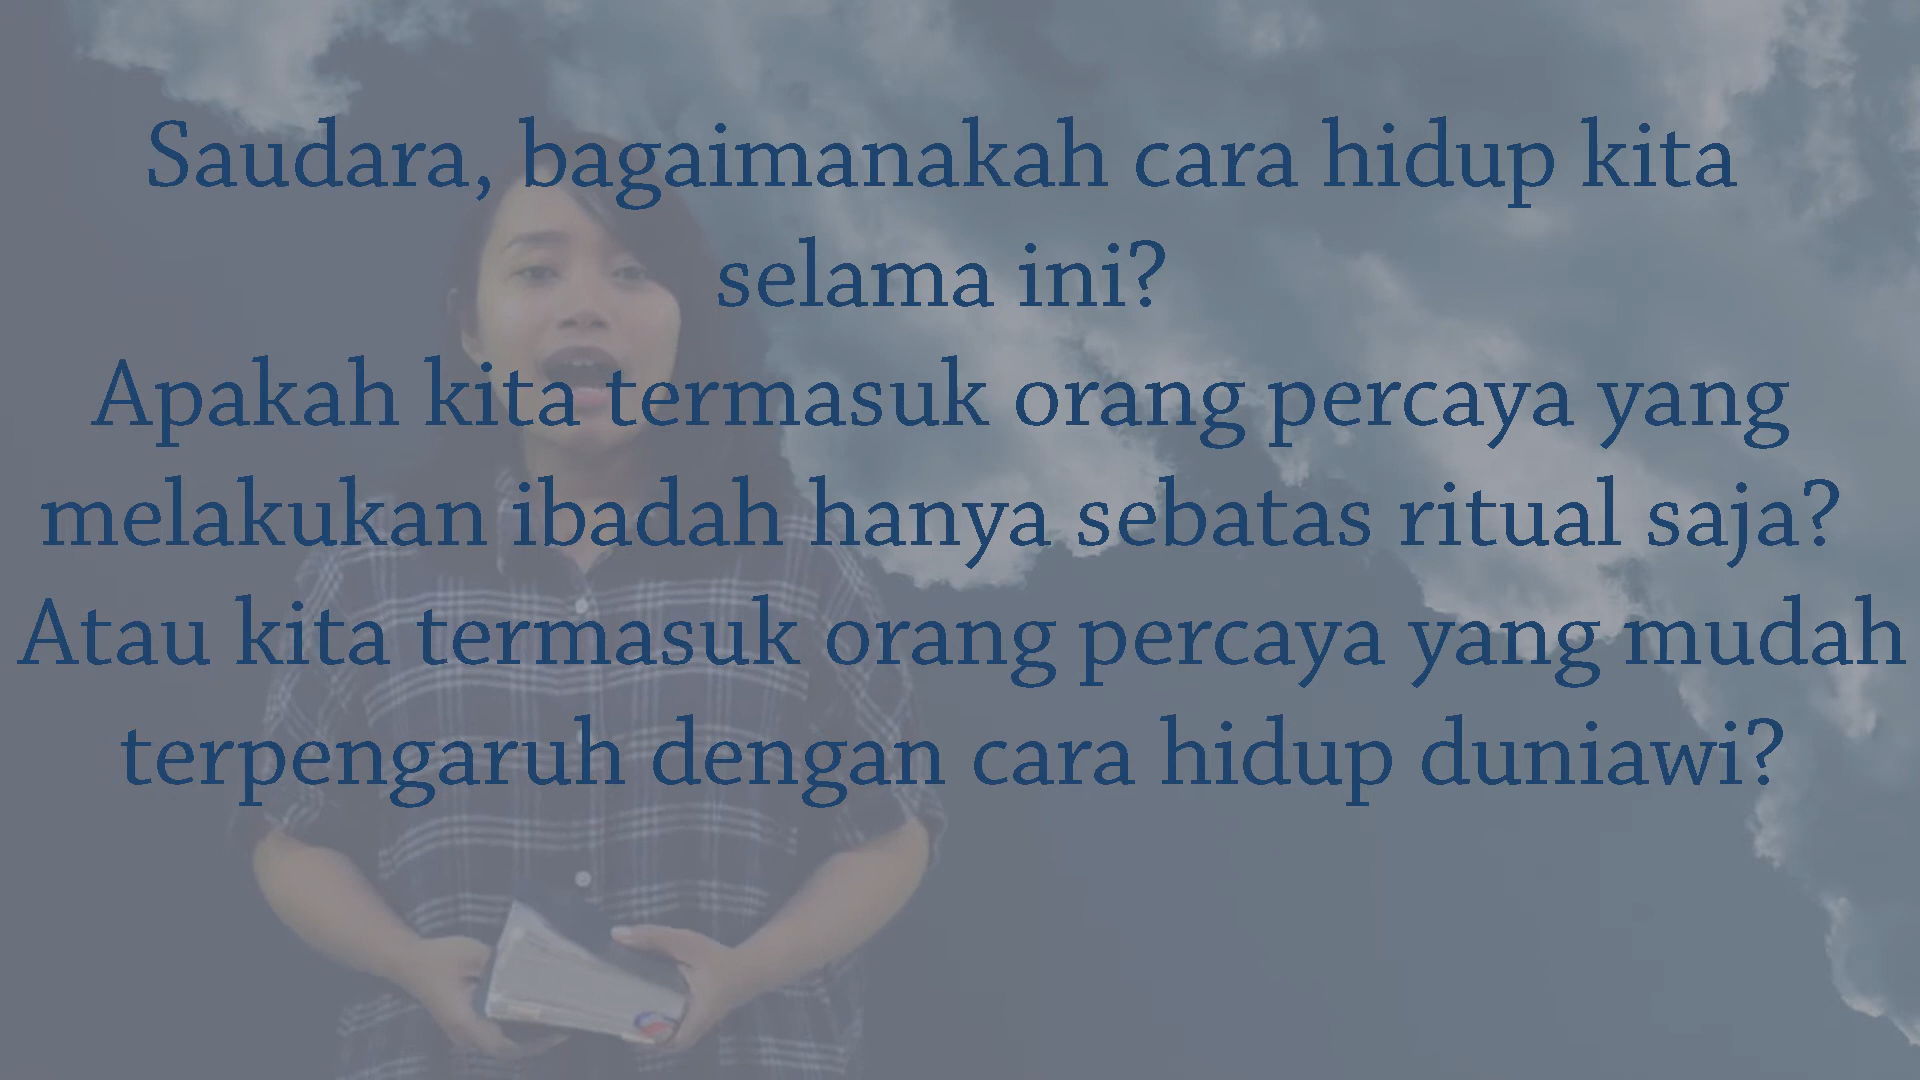 Saudara, bagaimanakah cara hidup kita
selama ini?
Apakah kita termasuk orang percaya yang
melakukan ibadah hanya sebatas ritual saja?
Atau kita termasuk orang percaya yang mudah
terpengaruh dengan cara hidup duniawi?